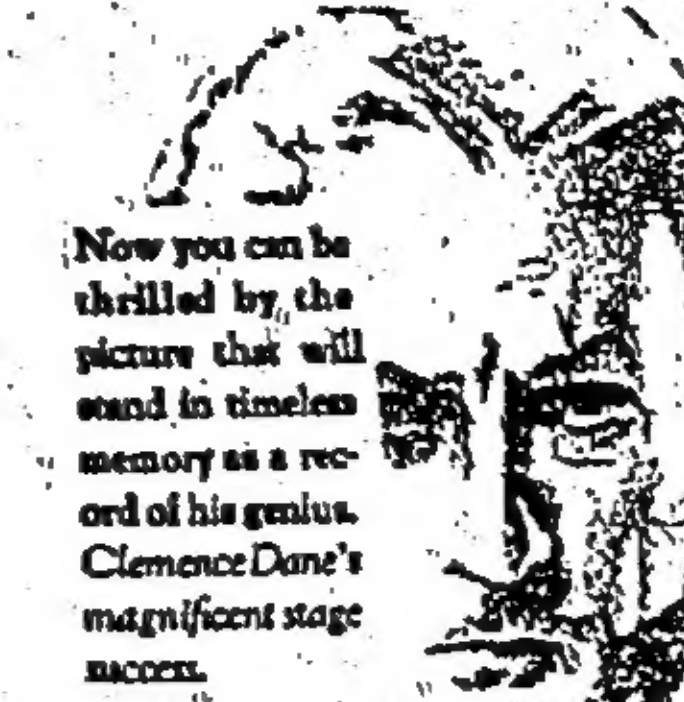 Now you can be
thrilled by the
picture that will
stand in timeless
memory as a rec-
ord of his genius.
Clemence Dane's
magnificent stage
success.